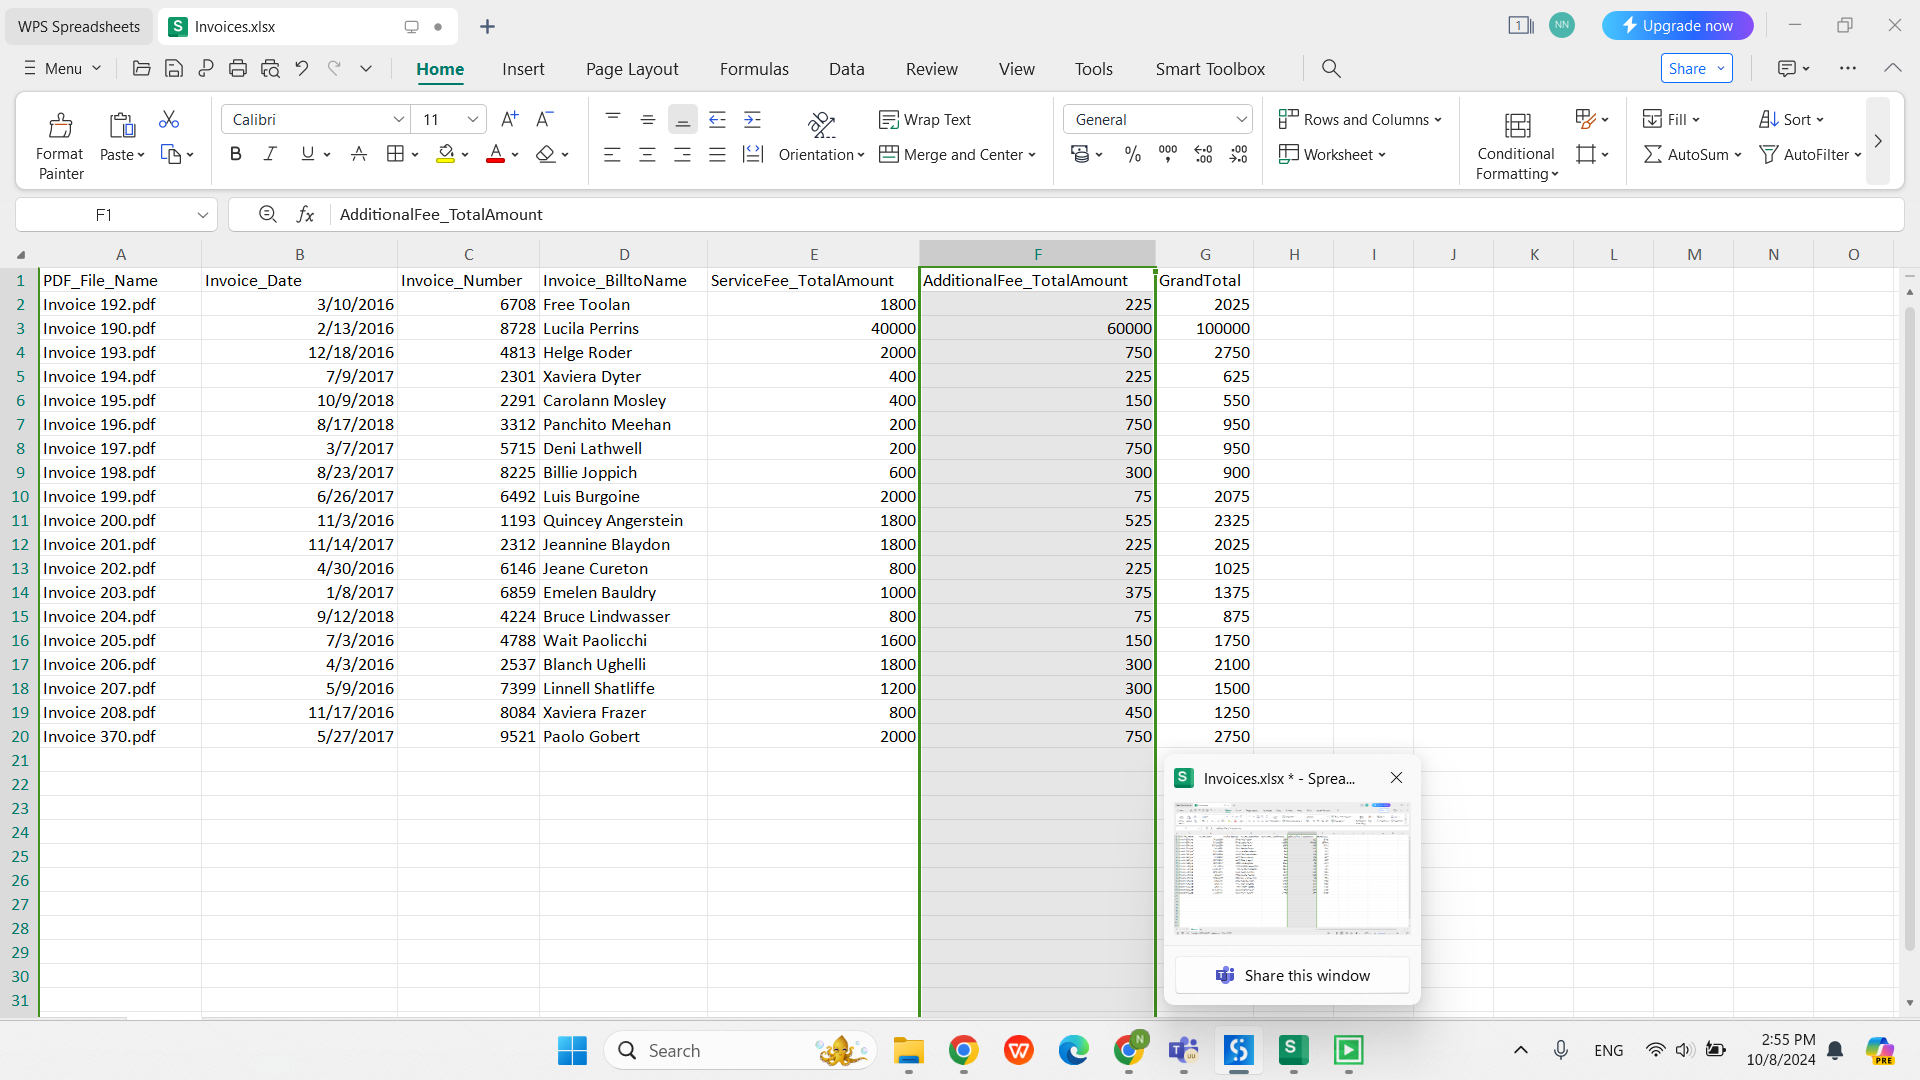 WPS Spreadsheets
Invoices.xlsx
1
NN
Upgrade now
Menu
Home
Insert
Page Layout
Formulas
Data
Review
View
Tools
Smart Toolbox
Share
Format Painter
Paste
Calibri
11
Wrap Text
Orientation
Merge and Center
General
Rows and Columns
Worksheet
Conditional Formatting
Fill
Sort
AutoSum
AutoFilter
F1
AdditionalFee_TotalAmount
A B C D E F G H I J K L M N O
1 PDF_File_Name Invoice_Date Invoice_Number Invoice_BilltoName ServiceFee_TotalAmount AdditionalFee_TotalAmount GrandTotal
2 Invoice 192.pdf 3/10/2016 6708 Free Toolan 1800 225 2025
3 Invoice 190.pdf 2/13/2016 8728 Lucila Perrins 40000 60000 100000
4 Invoice 193.pdf 12/18/2016 4813 Helge Roder 2000 750 2750
5 Invoice 194.pdf 7/9/2017 2301 Xaviera Dyter 400 225 625
6 Invoice 195.pdf 10/9/2018 2291 Carolann Mosley 400 150 550
7 Invoice 196.pdf 8/17/2018 3312 Panchito Meehan 200 750 950
8 Invoice 197.pdf 3/7/2017 5715 Deni Lathwell 200 750 950
9 Invoice 198.pdf 8/23/2017 8225 Billie Joppich 600 300 900
10 Invoice 199.pdf 6/26/2017 6492 Luis Burgoine 2000 75 2075
11 Invoice 200.pdf 11/3/2016 1193 Quincey Angerstein 1800 525 2325
12 Invoice 201.pdf 11/14/2017 2312 Jeannine Blaydon 1800 225 2025
13 Invoice 202.pdf 4/30/2016 6146 Jeane Cureton 800 225 1025
14 Invoice 203.pdf 1/8/2017 6859 Emelen Bauldry 1000 375 1375
15 Invoice 204.pdf 9/12/2018 4224 Bruce Lindwasser 800 75 875
16 Invoice 205.pdf 7/3/2016 4788 Wait Paolicchi 1600 150 1750
17 Invoice 206.pdf 4/3/2016 2537 Blanch Ughelli 1800 300 2100
18 Invoice 207.pdf 5/9/2016 7399 Linnell Shatliffe 1200 300 1500
19 Invoice 208.pdf 11/17/2016 8084 Xaviera Frazer 800 450 1250
20 Invoice 370.pdf 5/27/2017 9521 Paolo Gobert 2000 750 2750
21
22
23
24
25
26
27
28
29
30
31
Invoices.xlsx * - Sprea...
Share this window
Search
N
ENG
2:55 PM
10/8/2024
PRE